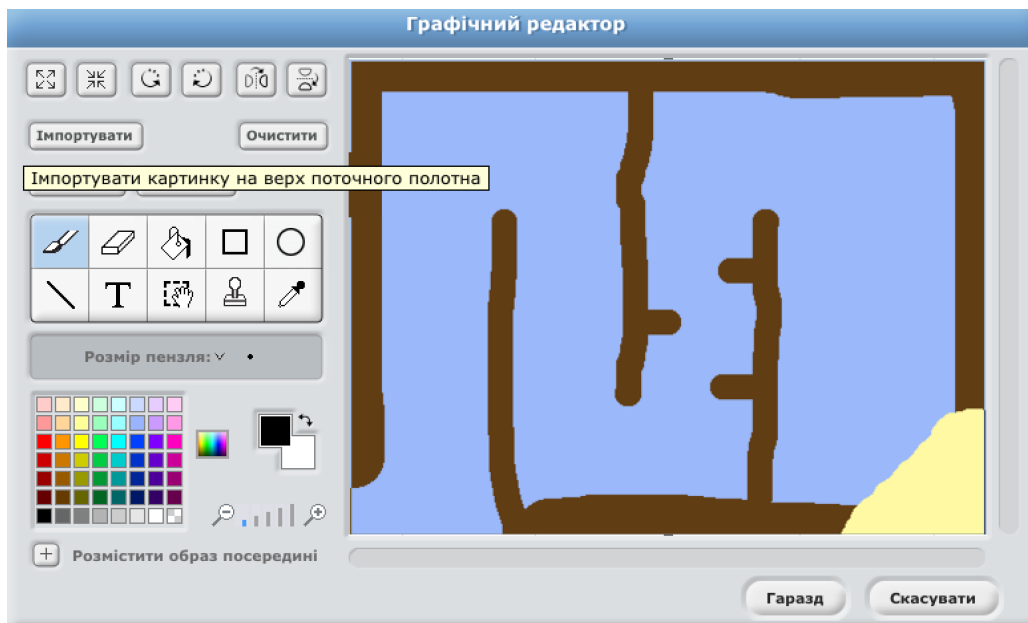 Графічний редактор
Імпортувати
Очистити
Імпортувати картинку на верх поточного полотна
T
Розмір пензля:
Розмістити образ посередині
Гаразд
Скасувати